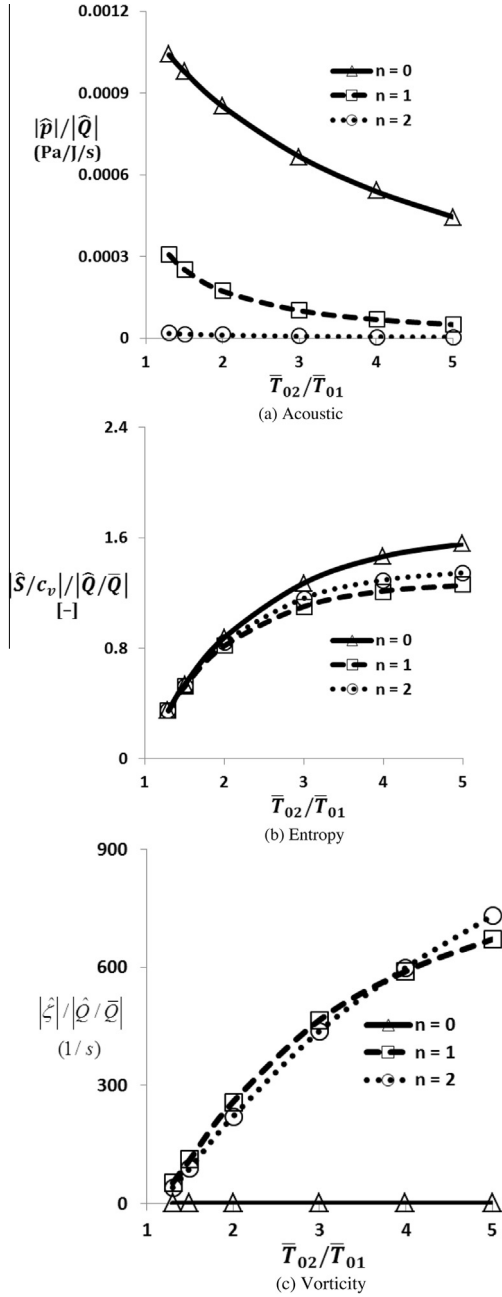 0.0012
0.0009
0.0006
0.0003
0
|p̂|/|Q̂|
(Pa/J/s)
n = 0
n = 1
n = 2
1 2 3 4 5
T̅₀₂/T̅₀₁
(a) Acoustic
2.4
1.6
0.8
0
|Ŝ/cᵥ|/|Q̂/Q̅|
[–]
n = 0
n = 1
n = 2
1 2 3 4 5
T̅₀₂/T̅₀₁
(b) Entropy
900
600
300
0
|ζ̂|/|Q̂/Q̅|
(1/s)
n = 0
n = 1
n = 2
1 2 3 4 5
T̅₀₂/T̅₀₁
(c) Vorticity